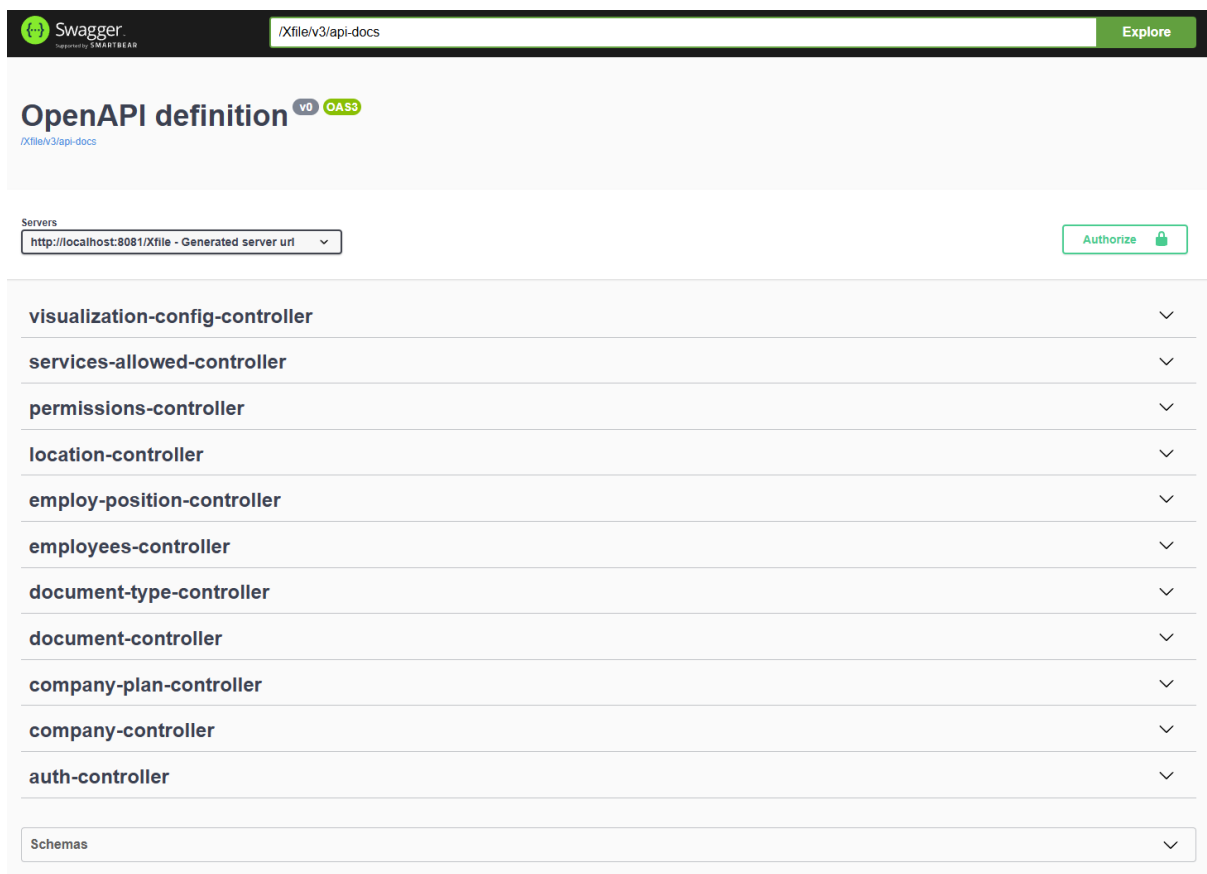 Swagger.
Supported by SMARTBEAR
/Xfile/v3/api-docs
Explore
OpenAPI definition v0 OAS3
/Xfile/v3/api-docs
Servers
http://localhost:8081/Xfile - Generated server url
Authorize
visualization-config-controller
services-allowed-controller
permissions-controller
location-controller
employ-position-controller
employees-controller
document-type-controller
document-controller
company-plan-controller
company-controller
auth-controller
Schemas